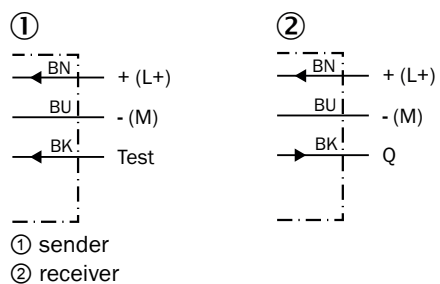 ① ②
BN + (L+) BN + (L+)
BU - (M) BU - (M)
BK Test BK Q
① sender
② receiver